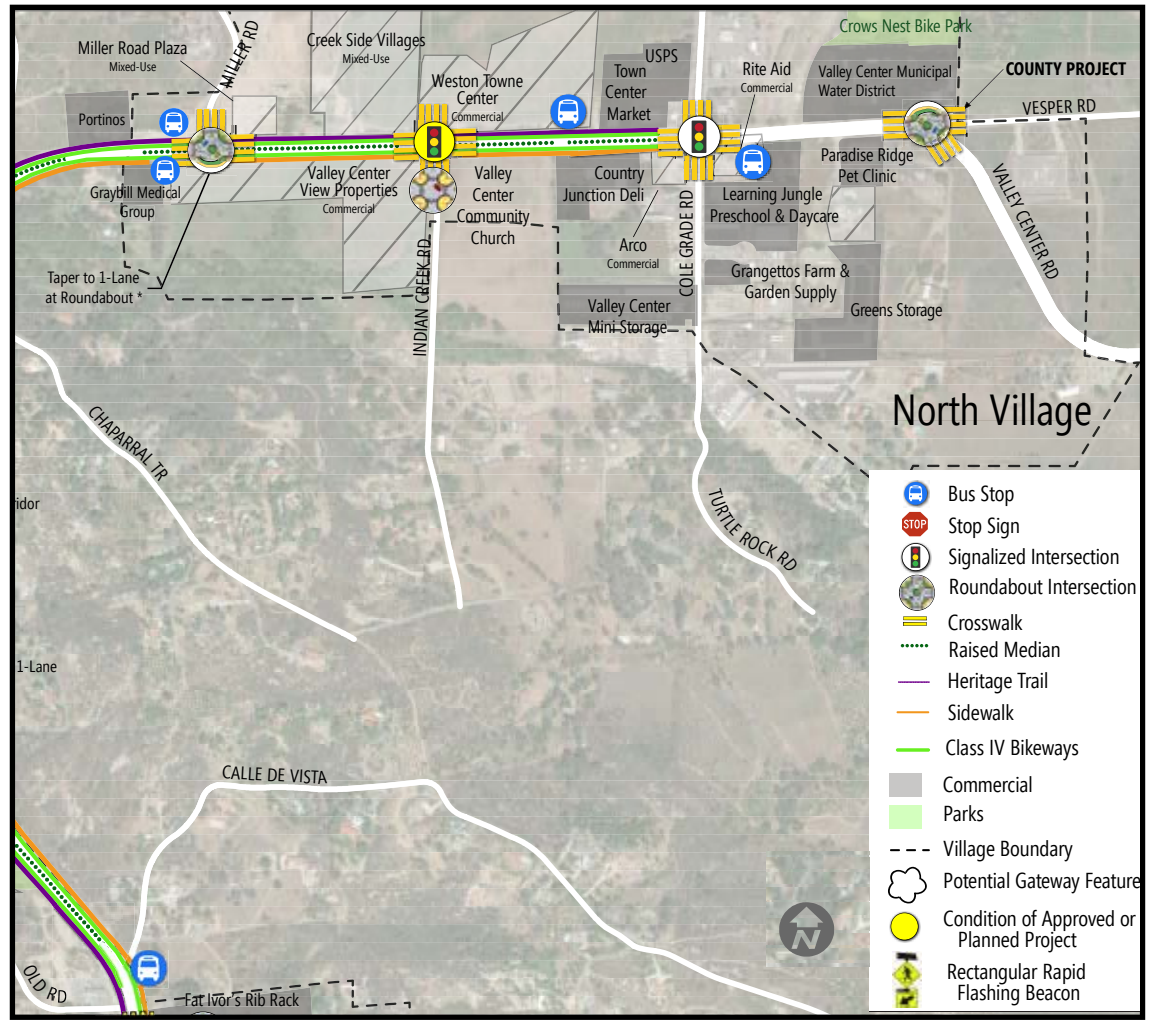 Crows Nest Bike Park
Miller Road Plaza
Mixed-Use
MILLER RD
Creek Side Villages
Mixed-Use
Weston Towne
Center
Commercial
USPS
Town
Center
Market
Rite Aid
Commercial
Valley Center Municipal
Water District
COUNTY PROJECT
VESPER RD
Portinos
Graybill Medical
Group
Valley Center
View Properties
Commercial
Valley
Center
Community
Church
Country
Junction Deli
Arco
Commercial
COLE GRADE RD
Learning Jungle
Preschool & Daycare
Paradise Ridge
Pet Clinic
VALLEY CENTER RD
Taper to 1-Lane
at Roundabout *
INDIAN CREEK RD
Grangettos Farm &
Garden Supply
Valley Center
Mini Storage
Greens Storage
North Village
CHAPARRAL TR
TURTLE ROCK RD
ridor
1-Lane
CALLE DE VISTA
OLD RD
Fat Ivor's Rib Rack
N
Bus Stop
STOP
Stop Sign
Signalized Intersection
Roundabout Intersection
Crosswalk
Raised Median
Heritage Trail
Sidewalk
Class IV Bikeways
Commercial
Parks
Village Boundary
Potential Gateway Feature
Condition of Approved or
Planned Project
Rectangular Rapid
Flashing Beacon